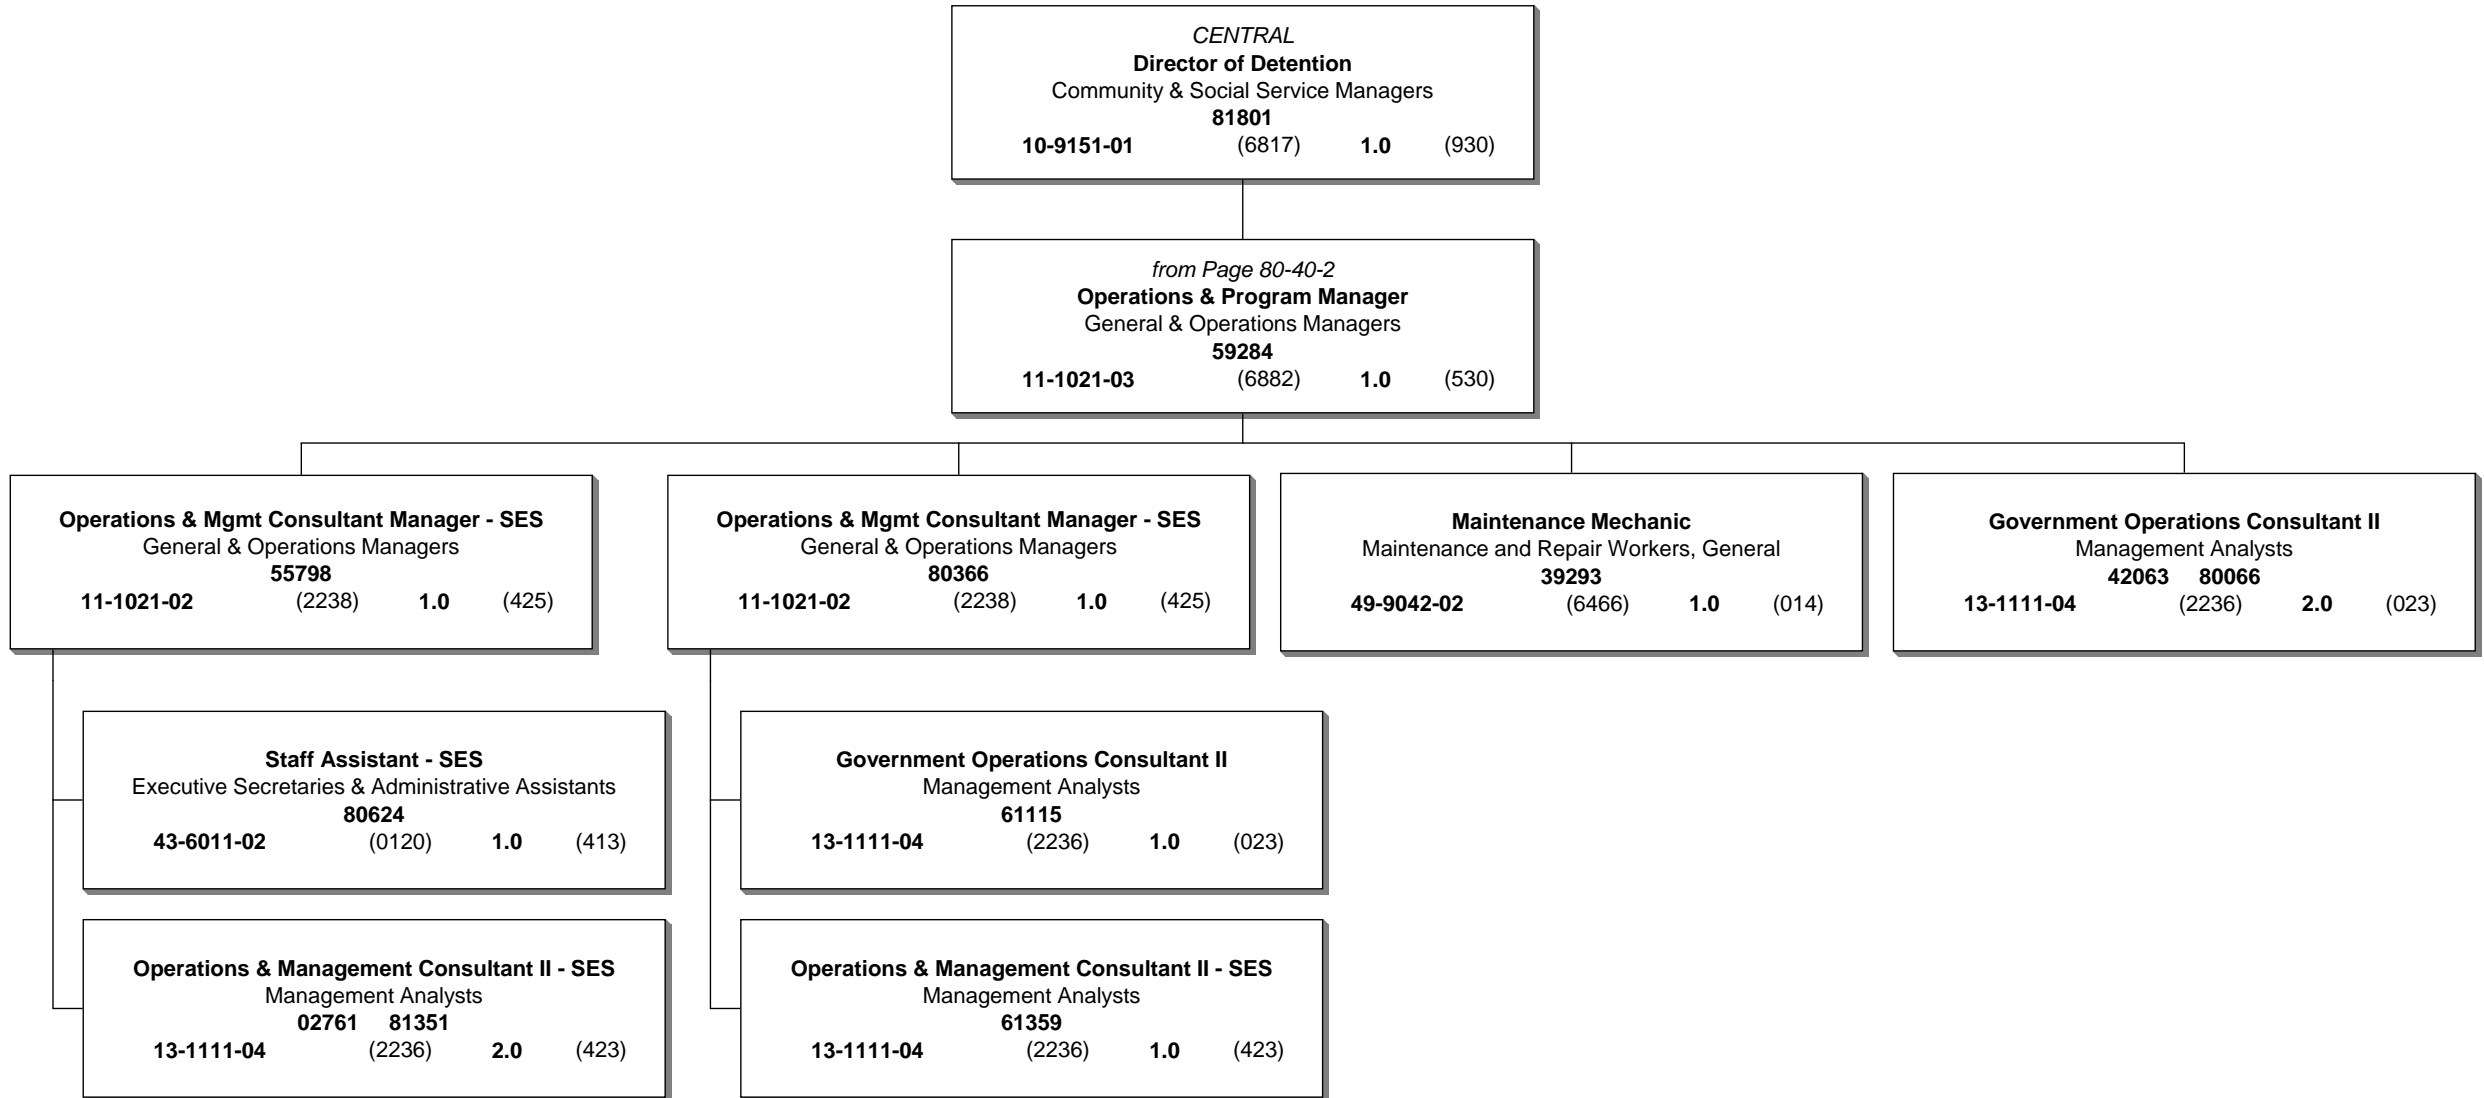 CENTRAL
Director of Detention
Community & Social Service Managers
81801
10-9151-01 (6817) 1.0 (930)
from Page 80-40-2
Operations & Program Manager
General & Operations Managers
59284
11-1021-03 (6882) 1.0 (530)
Operations & Mgmt Consultant Manager - SES
General & Operations Managers
55798
11-1021-02 (2238) 1.0 (425)
Operations & Mgmt Consultant Manager - SES
General & Operations Managers
80366
11-1021-02 (2238) 1.0 (425)
Maintenance Mechanic
Maintenance and Repair Workers, General
39293
49-9042-02 (6466) 1.0 (014)
Government Operations Consultant II
Management Analysts
42063 80066
13-1111-04 (2236) 2.0 (023)
Staff Assistant - SES
Executive Secretaries & Administrative Assistants
80624
43-6011-02 (0120) 1.0 (413)
Government Operations Consultant II
Management Analysts
61115
13-1111-04 (2236) 1.0 (023)
Operations & Management Consultant II - SES
Management Analysts
02761 81351
13-1111-04 (2236) 2.0 (423)
Operations & Management Consultant II - SES
Management Analysts
61359
13-1111-04 (2236) 1.0 (423)